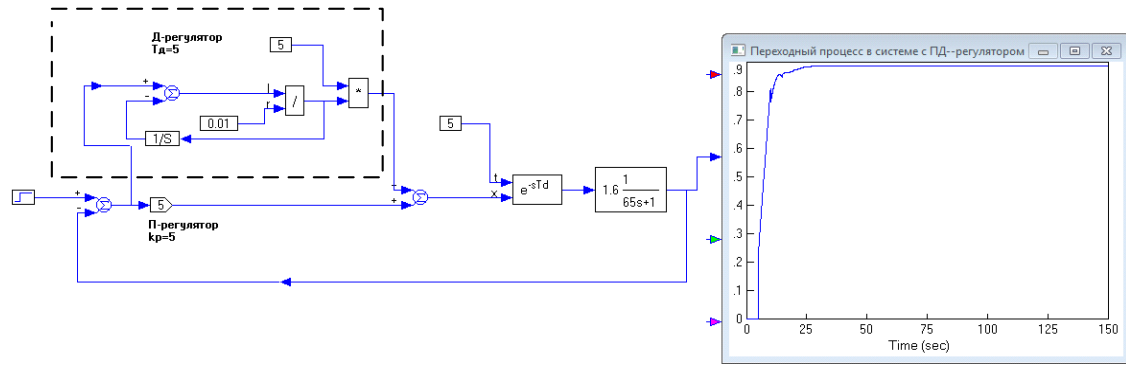 Д-регулятор
Тд=5
5
+
-
Σ
l
r
/
*
0.01
1/S
5
+
-
Σ
5
П-регулятор
kp=5
-
+
Σ
t
x
e-sTd
1.6 1
65s+1
Переходный процесс в системе с ПД--регулятором
.9
.8
.7
.6
.5
.4
.3
.2
.1
0
0 25 50 75 100 125 150
Time (sec)